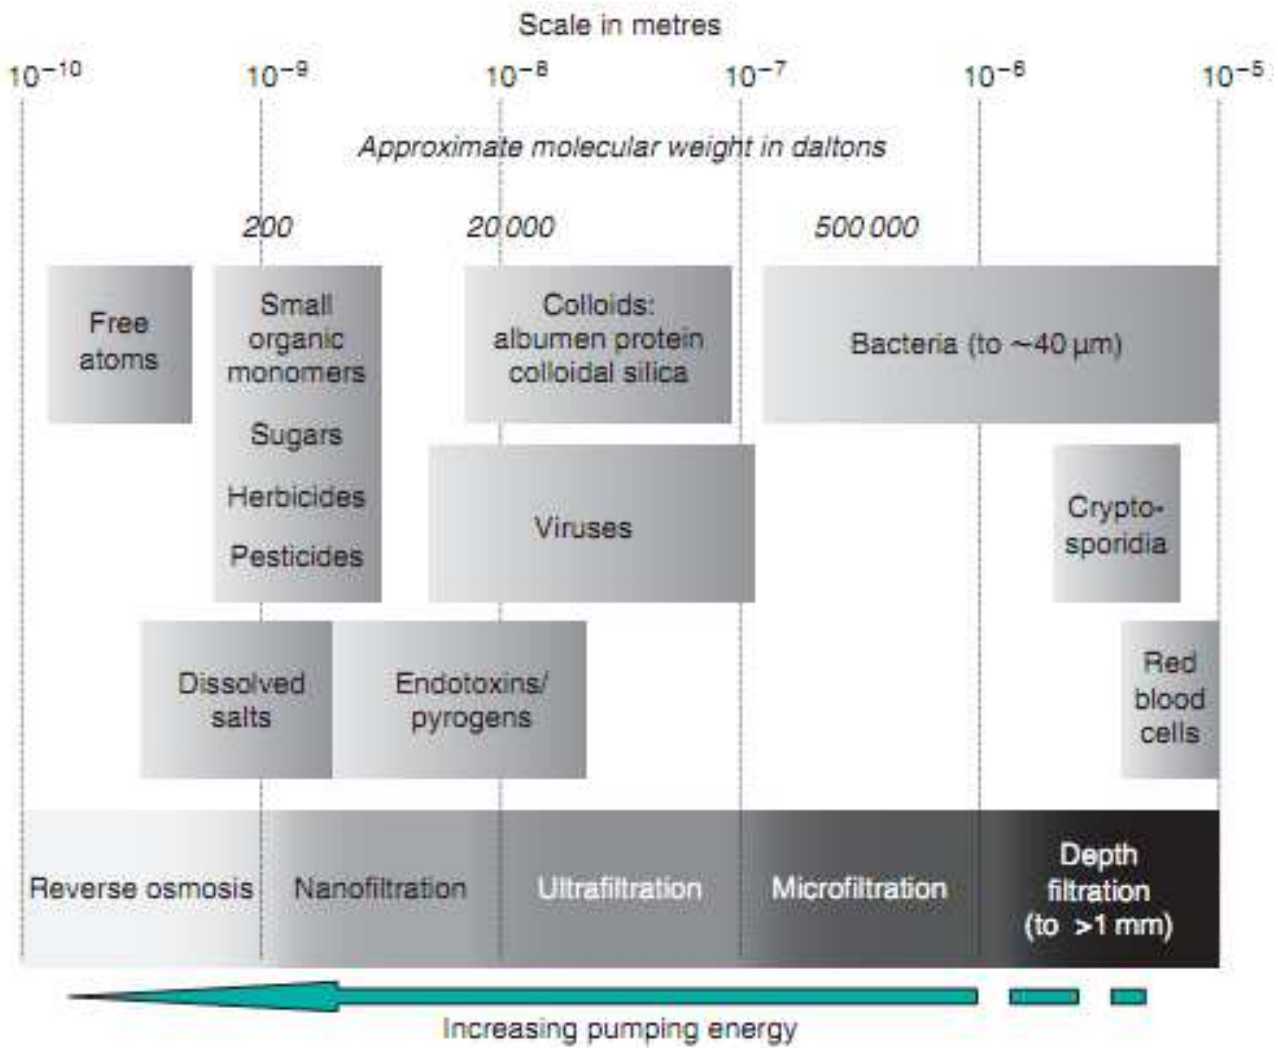 Scale in metres
10⁻¹⁰ 10⁻⁹ 10⁻⁸ 10⁻⁷ 10⁻⁶ 10⁻⁵
Approximate molecular weight in daltons
200 20 000 500 000
Free
atoms
Small
organic
monomers
Sugars
Herbicides
Pesticides
Colloids:
albumen protein
colloidal silica
Bacteria (to ~40 µm)
Viruses
Crypto-
sporidia
Dissolved
salts
Endotoxins/
pyrogens
Red
blood
cells
Reverse osmosis
Nanofiltration
Ultrafiltration
Microfiltration
Depth
filtration
(to >1 mm)
Increasing pumping energy